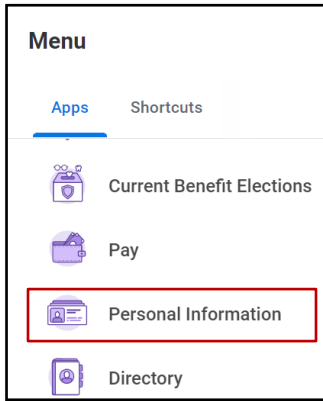 Menu
Apps Shortcuts
Current Benefit Elections
Pay
Personal Information
Directory